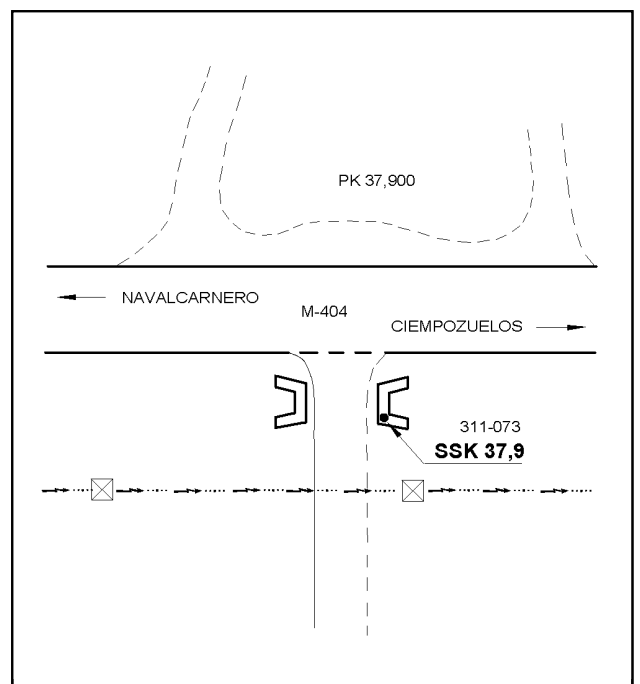 PK 37,900
NAVALCARNERO
M-404
CIEMPOZUELOS
311-073
SSK 37,9